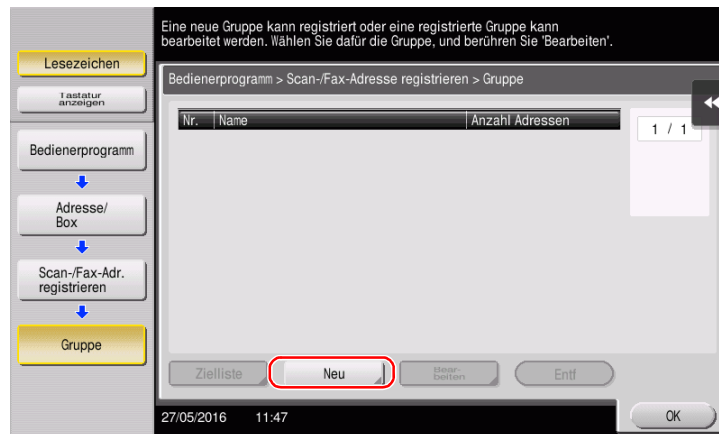 Eine neue Gruppe kann registriert oder eine registrierte Gruppe kann
bearbeitet werden. Wählen Sie dafür die Gruppe, und berühren Sie 'Bearbeiten'.
Lesezeichen
Tastatur
anzeigen
Bedienerprogramm
Adresse/
Box
Scan-/Fax-Adr.
registrieren
Gruppe
Bedienerprogramm > Scan-/Fax-Adresse registrieren > Gruppe
Nr. Name Anzahl Adressen
1 / 1
Zielliste Neu Bear-
beiten Entf
27/05/2016 11:47 OK